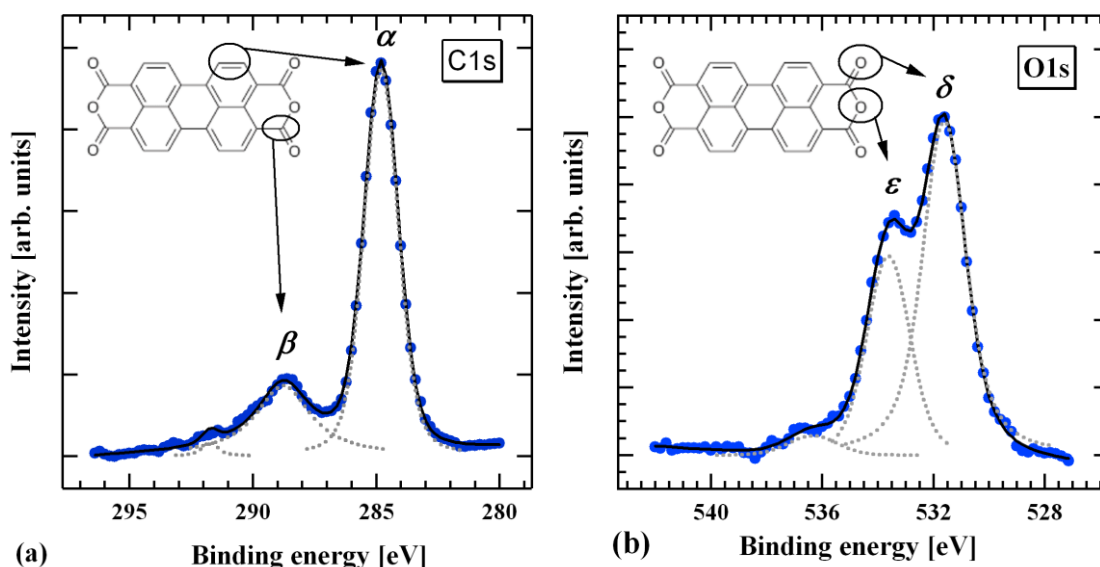 α
C1s
O
O
O
O
O
O
β
Intensity [arb. units]
295
290
285
280
(a)
Binding energy [eV]
O1s
δ
O
O
O
O
O
O
ε
Intensity [arb. units]
540
536
532
528
(b)
Binding energy [eV]